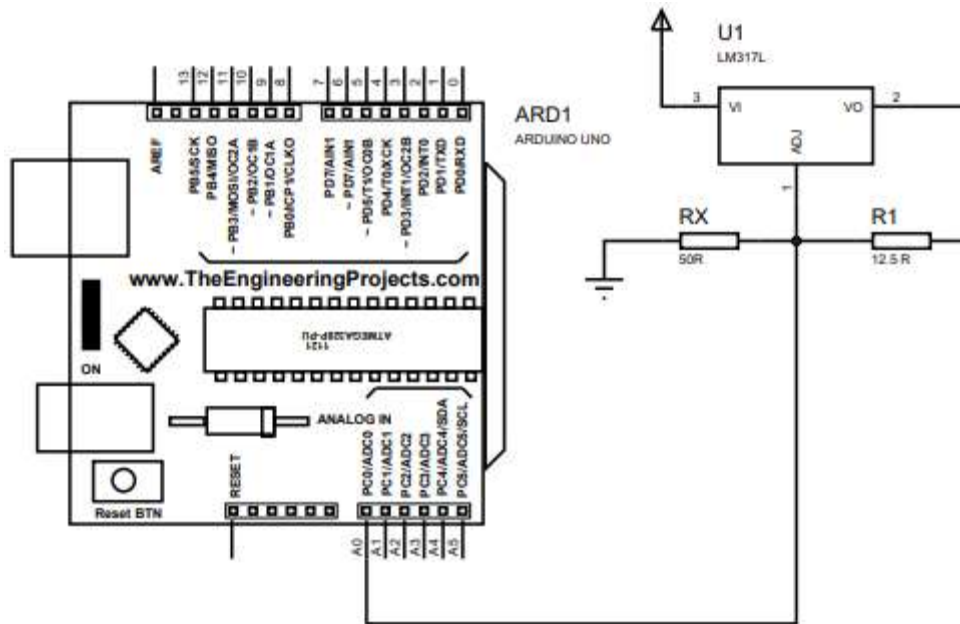 U1
LM317L
3
VI
VO
2
ADJ
1
ARD1
ARDUINO UNO
13
12
11
10
9
8
7
6
5
4
3
2
1
0
AREF
PB5/SCK
PB4/MISO
~ PB3/MOSI/OC2A
~ PB2/OC1B
~ PB1/OC1A
PB0/ICP1/CLKO
PD7/AIN1
~ PD7/AIN1
~ PD5/T1/OC0B
PD4/T0/XCK
~ PD3/INT1/OC2B
PD2/INT0
PD1/TXD
PD0/RXD
RX
50R
R1
12.5 R
www.TheEngineeringProjects.com
1121
ATMEGA328P-PU
ON
ANALOG IN
RESET
PC0/ADC0
PC1/ADC1
PC2/ADC2
PC3/ADC3
PC4/ADC4/SDA
PC5/ADC5/SCL
Reset BTN
A0
A1
A2
A3
A4
A5